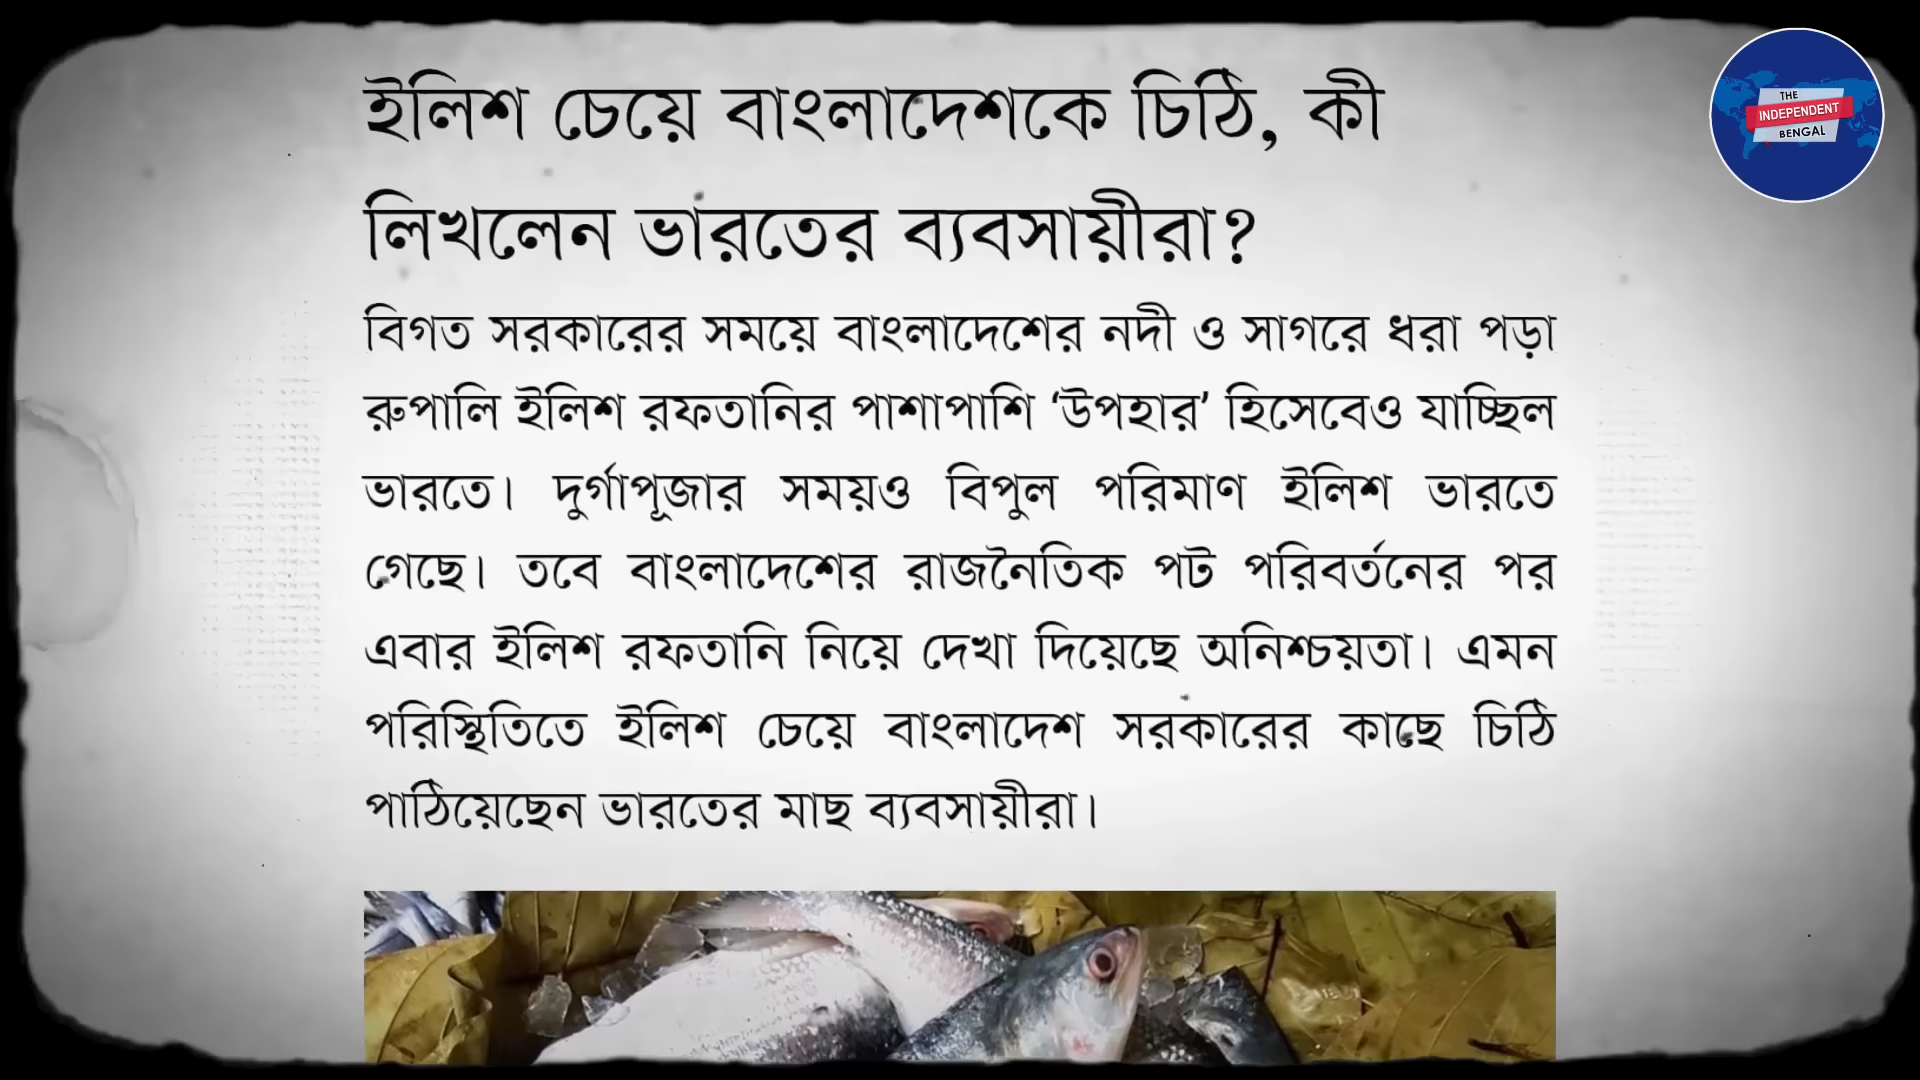 ইলিশ চেয়ে বাংলাদেশকে চিঠি, কী
লিখলেন ভারতের ব্যবসায়ীরা?
বিগত সরকারের সময়ে বাংলাদেশের নদী ও সাগরে ধরা পড়া
রুপালি ইলিশ রফতানির পাশাপাশি ‘উপহার’ হিসেবেও যাচ্ছিল
ভারতে। দুর্গাপূজার সময়ও বিপুল পরিমাণ ইলিশ ভারতে
গেছে। তবে বাংলাদেশের রাজনৈতিক পট পরিবর্তনের পর
এবার ইলিশ রফতানি নিয়ে দেখা দিয়েছে অনিশ্চয়তা। এমন
পরিস্থিতিতে ইলিশ চেয়ে বাংলাদেশ সরকারের কাছে চিঠি
পাঠিয়েছেন ভারতের মাছ ব্যবসায়ীরা।
THE
INDEPENDENT
BENGAL